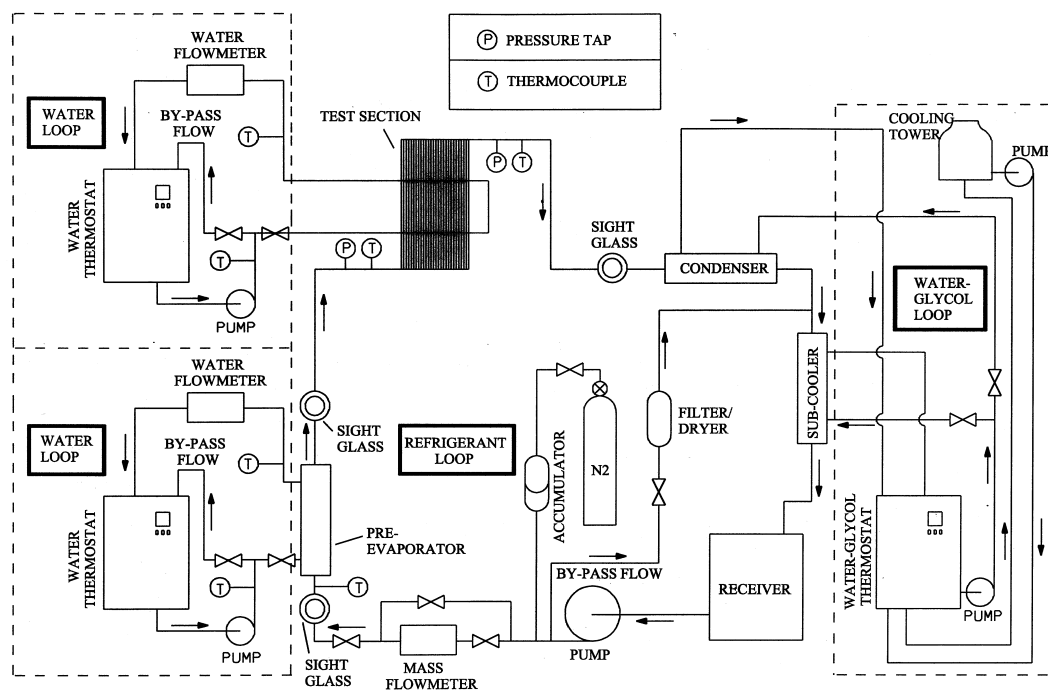 P PRESSURE TAP
T THERMOCOUPLE
WATER
FLOWMETER
WATER
LOOP
BY-PASS
FLOW
T
WATER
THERMOSTAT
T
PUMP
TEST SECTION
P T
P T
SIGHT
GLASS
CONDENSER
COOLING
TOWER
PUMP
WATER-
GLYCOL
LOOP
SUB-COOLER
WATER
FLOWMETER
WATER
LOOP
BY-PASS
FLOW
T
WATER
THERMOSTAT
T
PUMP
SIGHT
GLASS
REFRIGERANT
LOOP
PRE-
EVAPORATOR
T
SIGHT
GLASS
MASS
FLOWMETER
ACCUMULATOR
N2
FILTER/
DRYER
BY-PASS FLOW
PUMP
RECEIVER
WATER-GLYCOL
THERMOSTAT
PUMP